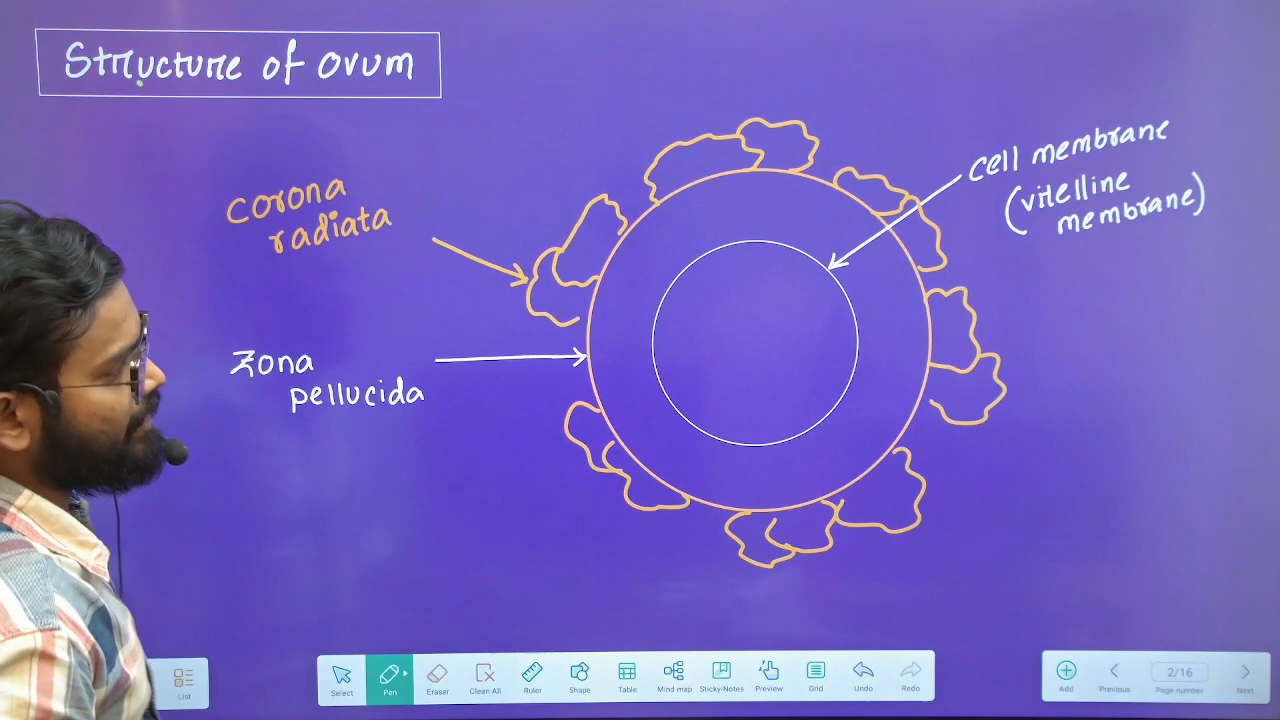 Structure of ovum
corona
radiata
cell membrane
(vitelline
membrane)
Zona
pellucida
List
Select
Pen
Eraser
Clean All
Ruler
Shape
Table
Mind map
Sticky-Notes
Preview
Grid
Undo
Redo
Add
Previous
2/16
Page number
Next